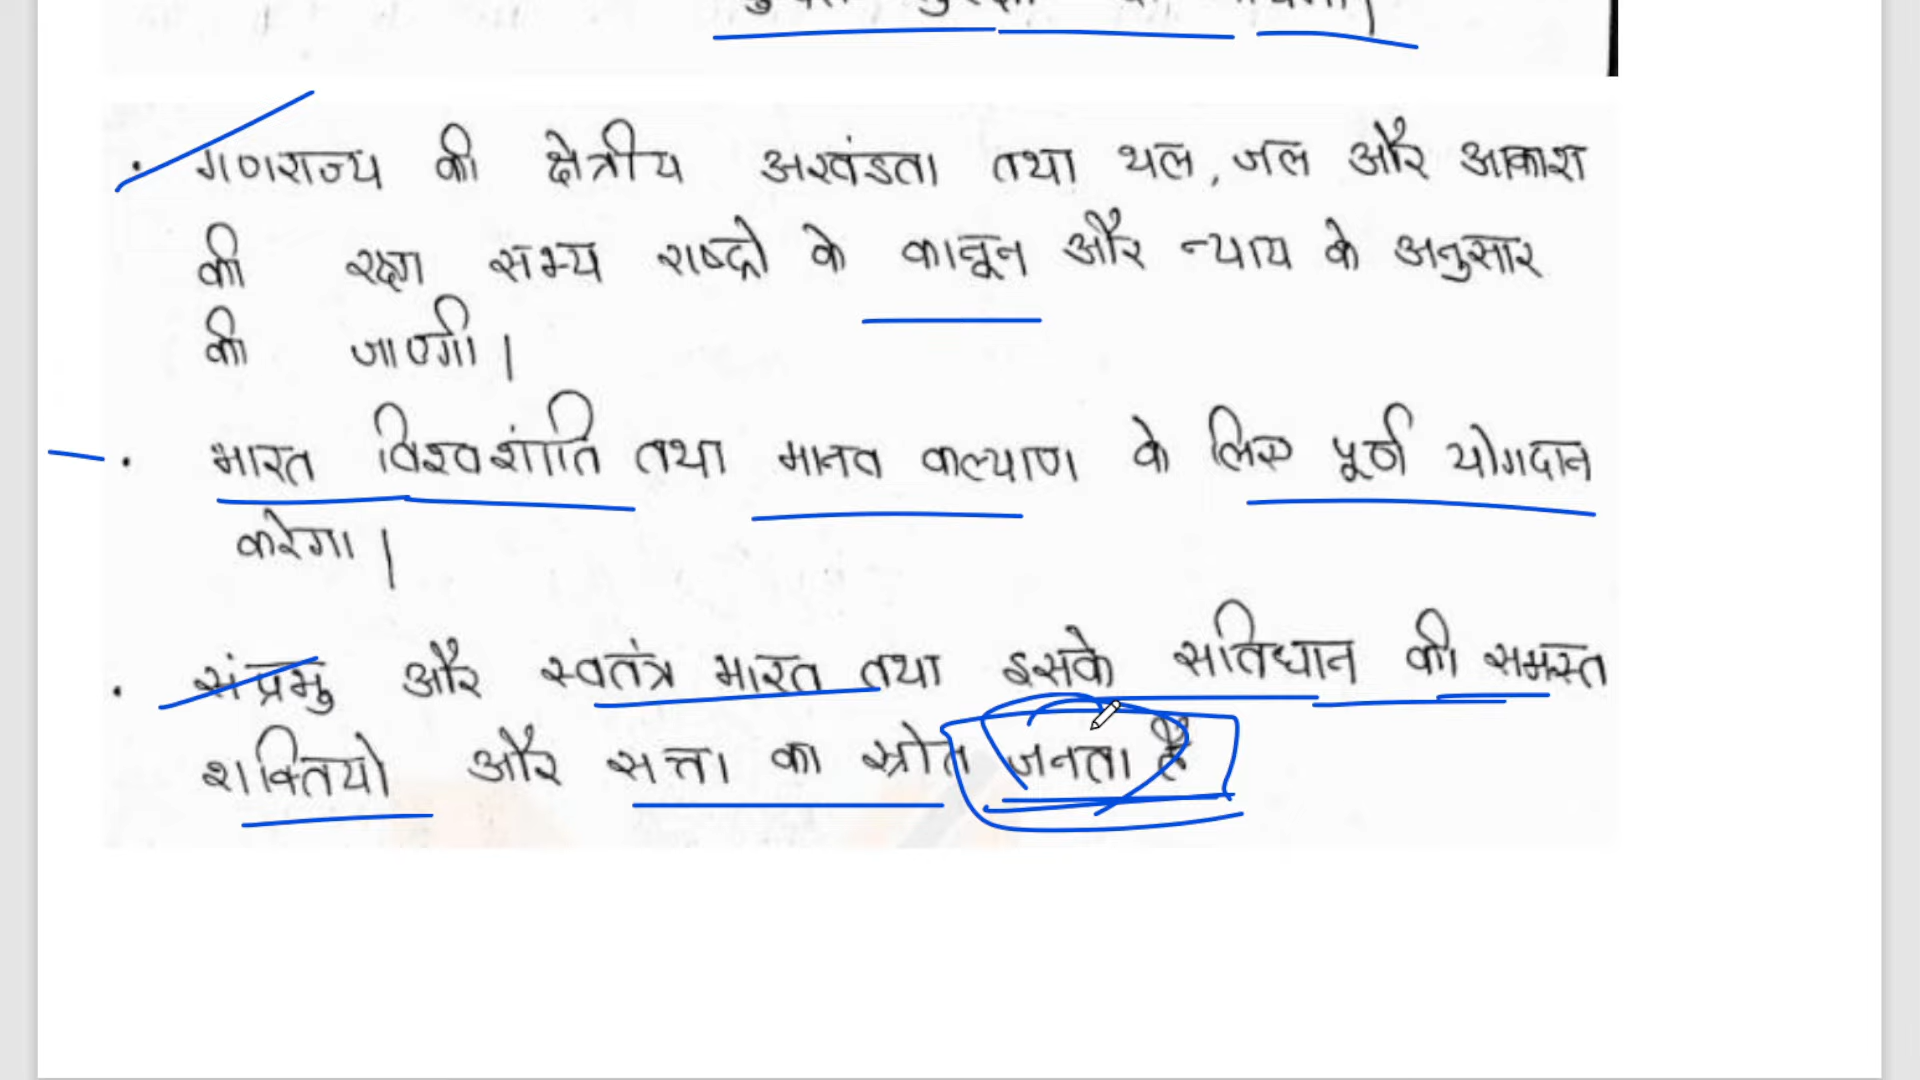 गणराज्य की क्षेत्रीय अखंडता तथा थल, जल और आकाश
की रक्षा सभ्य राष्ट्रो के कानून और न्याय के अनुसार
की जाएगी।
भारत विश्वशांति तथा मानव कल्याण के लिए पूर्ण योगदान
करेगा।
संप्रभु और स्वतंत्र भारत तथा इसके सविधान की समस्त
शक्तियो और सत्ता का स्रोत जनता है